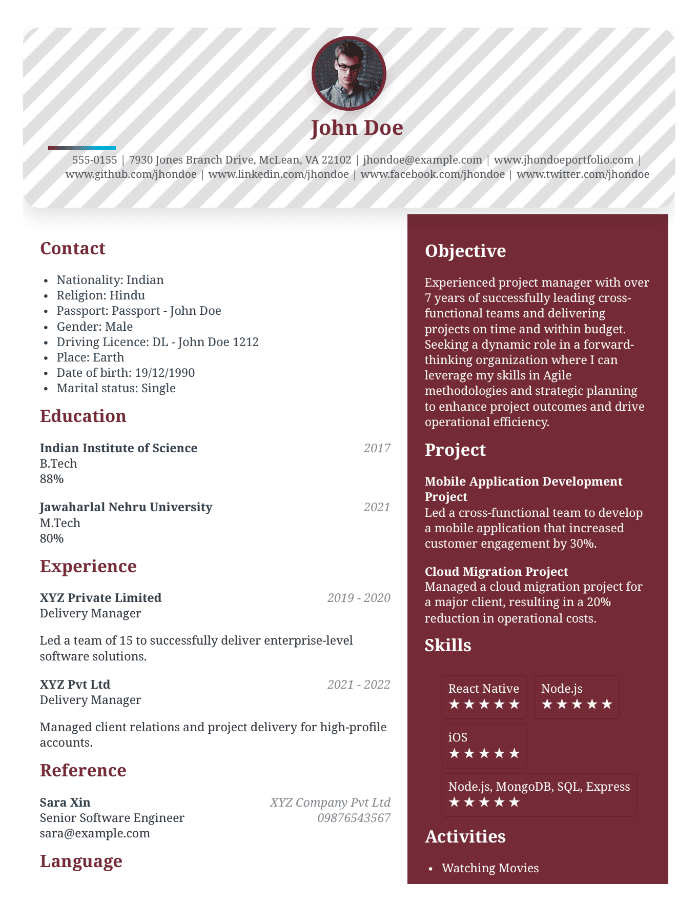 John Doe
555-0155 | 7930 Jones Branch Drive, McLean, VA 22102 | jhondoe@example.com | www.jhondoeportfolio.com |
www.github.com/jhondoe | www.linkedin.com/jhondoe | www.facebook.com/jhondoe | www.twitter.com/jhondoe
Contact
• Nationality: Indian
• Religion: Hindu
• Passport: Passport - John Doe
• Gender: Male
• Driving Licence: DL - John Doe 1212
• Place: Earth
• Date of birth: 19/12/1990
• Marital status: Single
Education
Indian Institute of Science 2017
B.Tech
88%
Jawaharlal Nehru University 2021
M.Tech
80%
Experience
XYZ Private Limited 2019 - 2020
Delivery Manager
Led a team of 15 to successfully deliver enterprise-level
software solutions.
XYZ Pvt Ltd 2021 - 2022
Delivery Manager
Managed client relations and project delivery for high-profile
accounts.
Reference
Sara Xin XYZ Company Pvt Ltd
Senior Software Engineer 09876543567
sara@example.com
Language
Objective
Experienced project manager with over
7 years of successfully leading cross-
functional teams and delivering
projects on time and within budget.
Seeking a dynamic role in a forward-
thinking organization where I can
leverage my skills in Agile
methodologies and strategic planning
to enhance project outcomes and drive
operational efficiency.
Project
Mobile Application Development
Project
Led a cross-functional team to develop
a mobile application that increased
customer engagement by 30%.
Cloud Migration Project
Managed a cloud migration project for
a major client, resulting in a 20%
reduction in operational costs.
Skills
React Native
★★★★★
Node.js
★★★★★
iOS
★★★★★
Node.js, MongoDB, SQL, Express
★★★★★
Activities
• Watching Movies